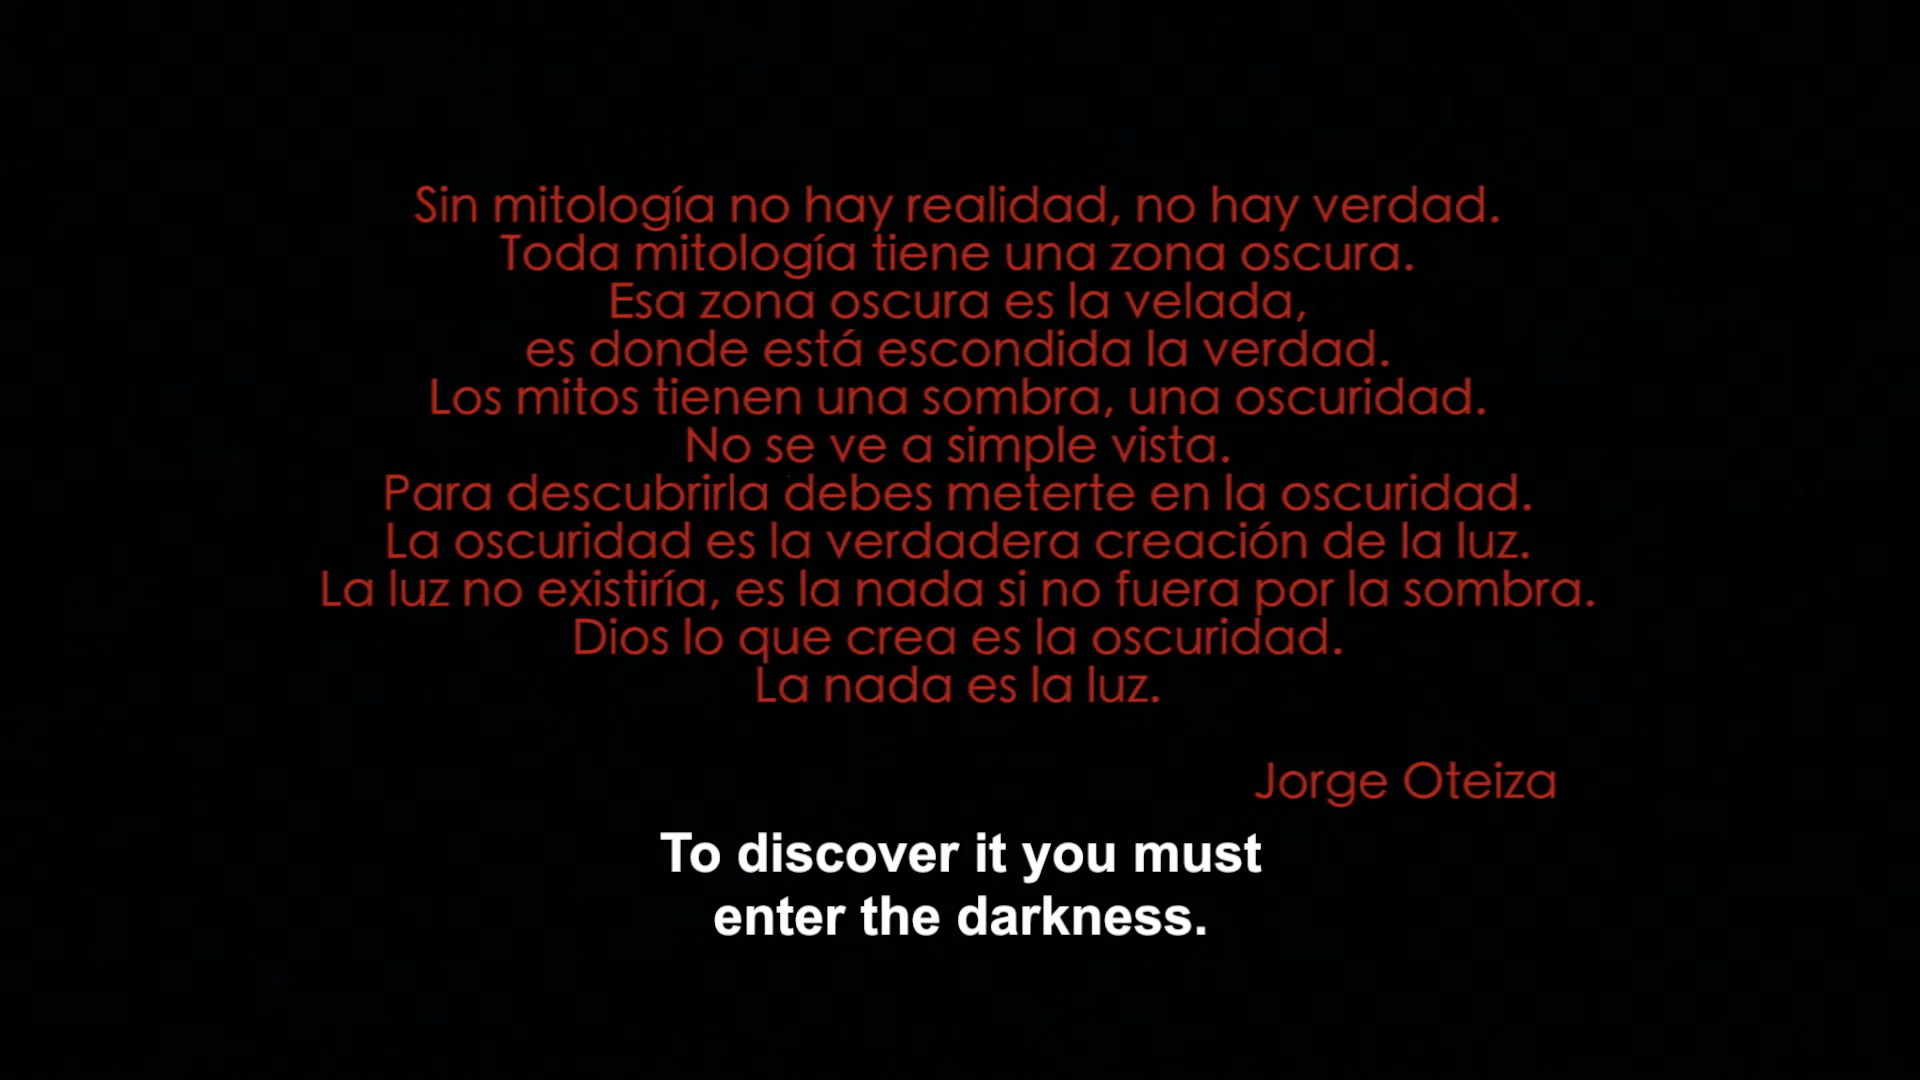 Sin mitología no hay realidad, no hay verdad.
Toda mitología tiene una zona oscura.
Esa zona oscura es la velada,
es donde está escondida la verdad.
Los mitos tienen una sombra, una oscuridad.
No se ve a simple vista.
Para descubrirla debes meterte en la oscuridad.
La oscuridad es la verdadera creación de la luz.
La luz no existiría, es la nada si no fuera por la sombra.
Dios lo que crea es la oscuridad.
La nada es la luz.
Jorge Oteiza
To discover it you must
enter the darkness.